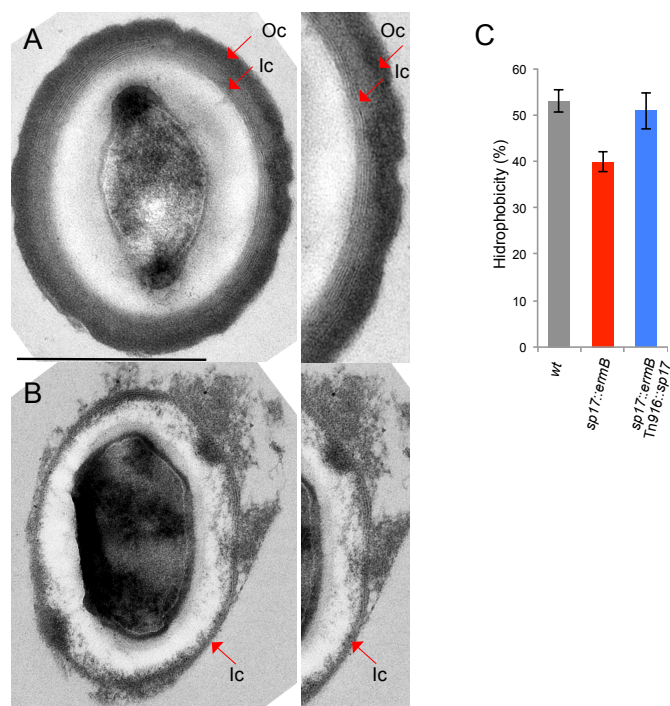 A
Oc
Ic
Oc
Ic
B
Ic
Ic
C
Hidrophobicity (%)
60
50
40
30
20
10
0
wt
sp17::ermB
sp17::ermB
Tn916::sp17